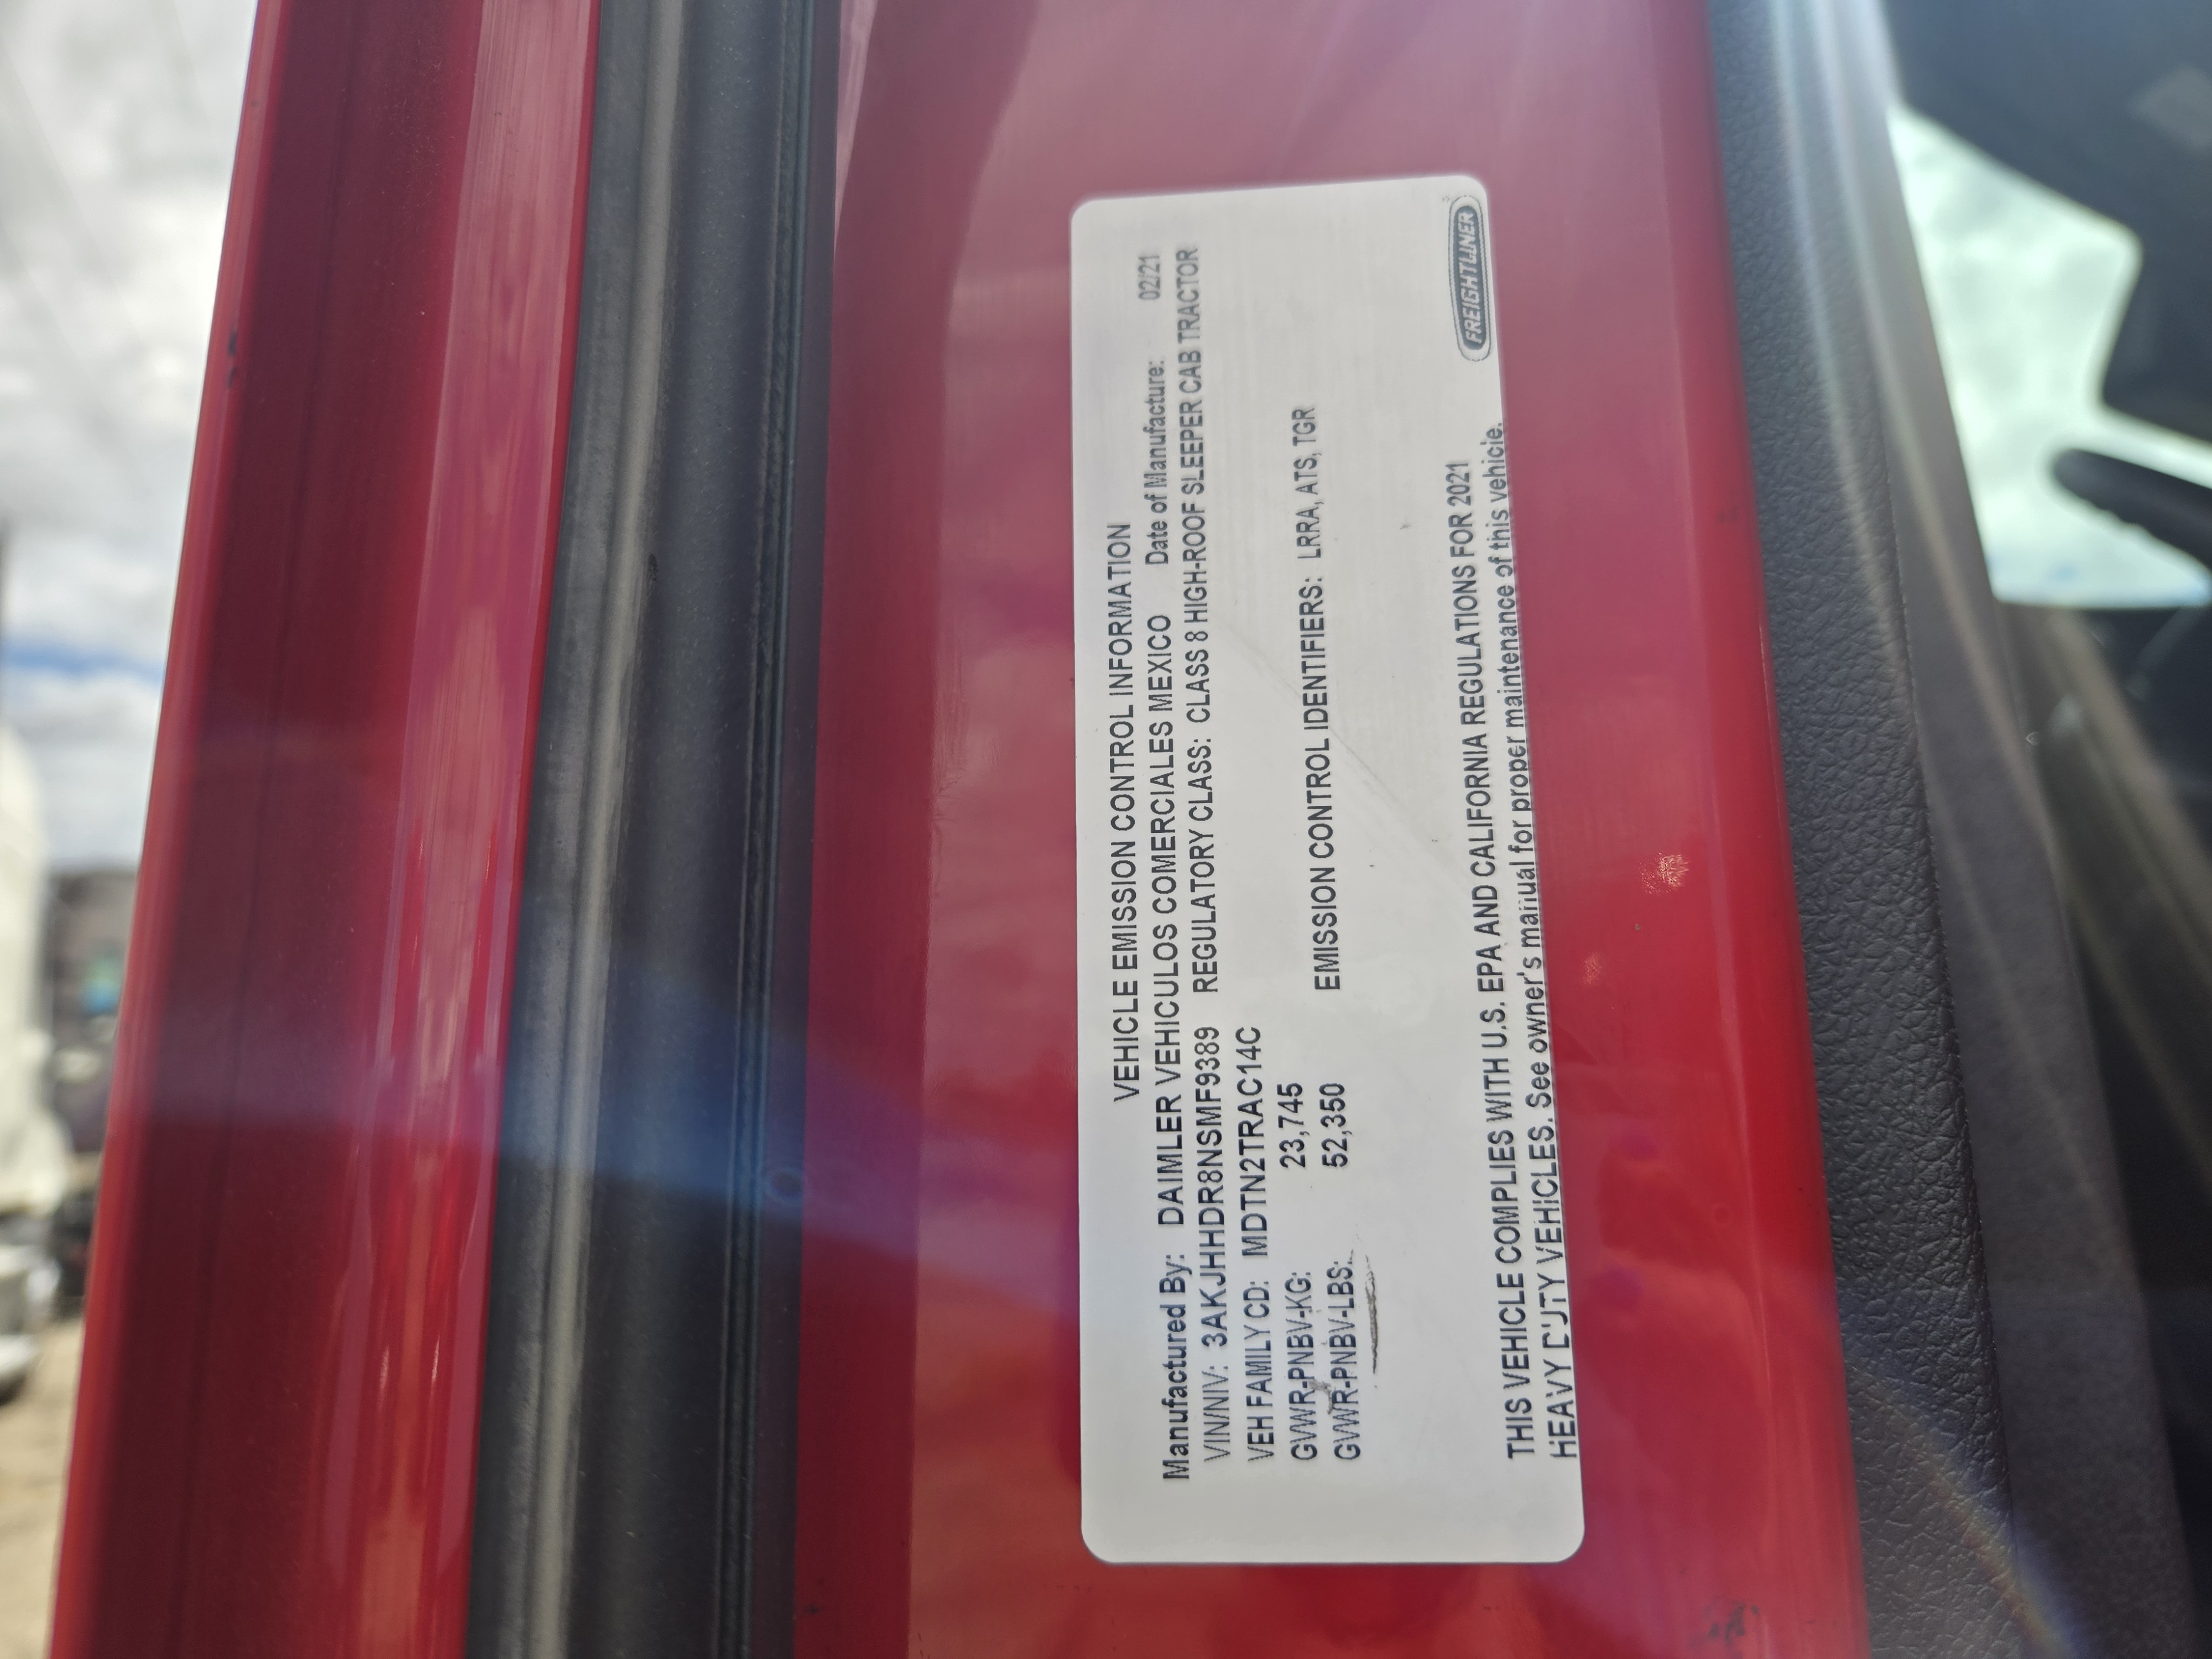 VEHICLE EMISSION CONTROL INFORMATION
Manufactured By: DAIMLER VEHICULOS COMERCIALES MEXICO Date of Manufacture: 02/21
VIN/NIV: 3AKJHHDR8NSMF9389 REGULATORY CLASS: CLASS 8 HIGH-ROOF SLEEPER CAB TRACTOR
VEH FAMILY CD: MDTN2TRAC14C
GVWR-PNBV-KG: 23,745
GVWR-PNBV-LBS: 52,350 EMISSION CONTROL IDENTIFIERS: LRRA, ATS, TGR
THIS VEHICLE COMPLIES WITH U.S. EPA AND CALIFORNIA REGULATIONS FOR 2021
HEAVY DUTY VEHICLES. See owner's manual for proper maintenance of this vehicle.
FREIGHTLINER